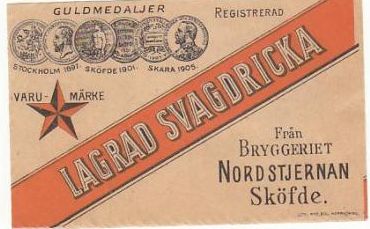 GULDMEDALJER
REGISTRERAD
STOCKHOLM 1897. SKÖFDE 1901. SKARA 1905.
VARU- MÄRKE
LAGRAD SVAGDRICKA
Från
BRYGGERIET
NORDSTJERNAN
Sköfde.